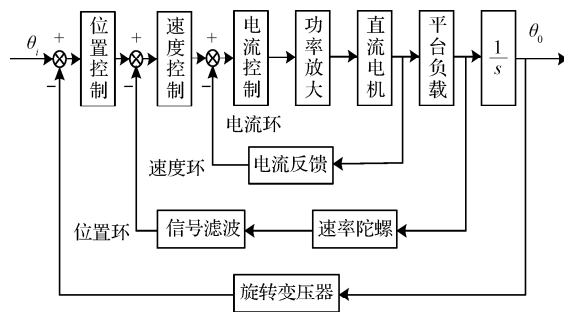 θi
+
−
位置控制
+
−
速度控制
+
−
电流控制
功率放大
直流电机
平台负载
1/s
θ0
电流环
电流反馈
速度环
信号滤波
速率陀螺
位置环
旋转变压器